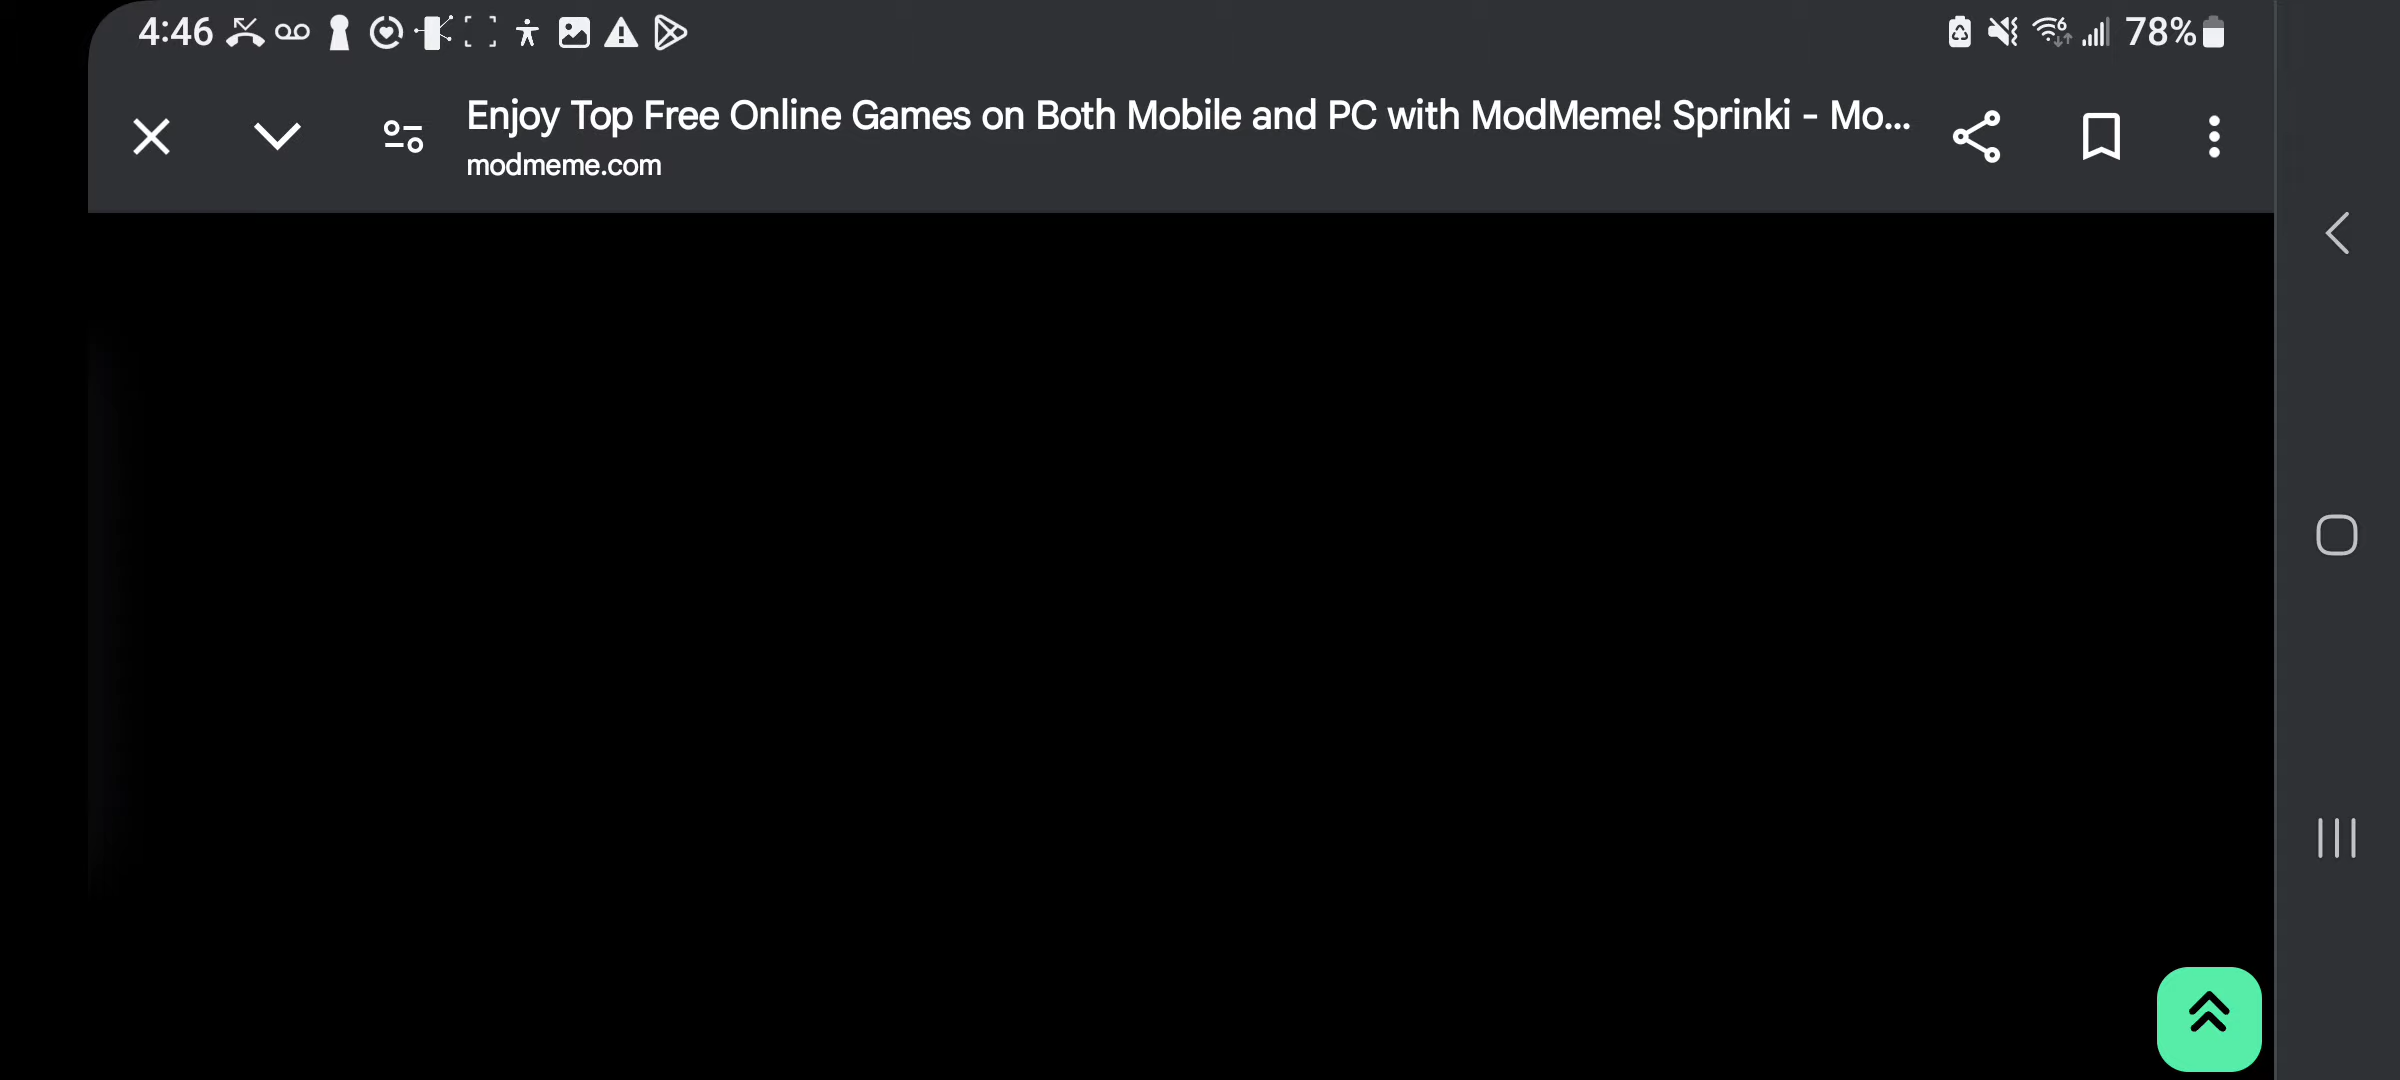 4:46
78%
Enjoy Top Free Online Games on Both Mobile and PC with ModMeme! Sprinki - Mo...
modmeme.com